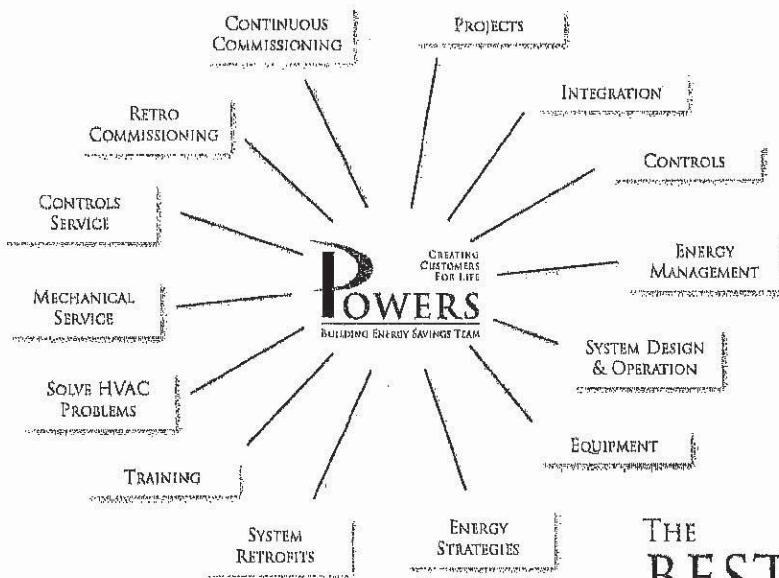 CONTINUOUS
COMMISSIONING
PROJECTS
RETRO
COMMISSIONING
INTEGRATION
CONTROLS
SERVICE
CONTROLS
CREATING
CUSTOMERS
FOR LIFE
POWERS
BUILDING ENERGY SAVINGS TEAM
ENERGY
MANAGEMENT
MECHANICAL
SERVICE
SYSTEM DESIGN
& OPERATION
SOLVE HVAC
PROBLEMS
EQUIPMENT
TRAINING
SYSTEM
RETROFITS
ENERGY
STRATEGIES
THE
BEST